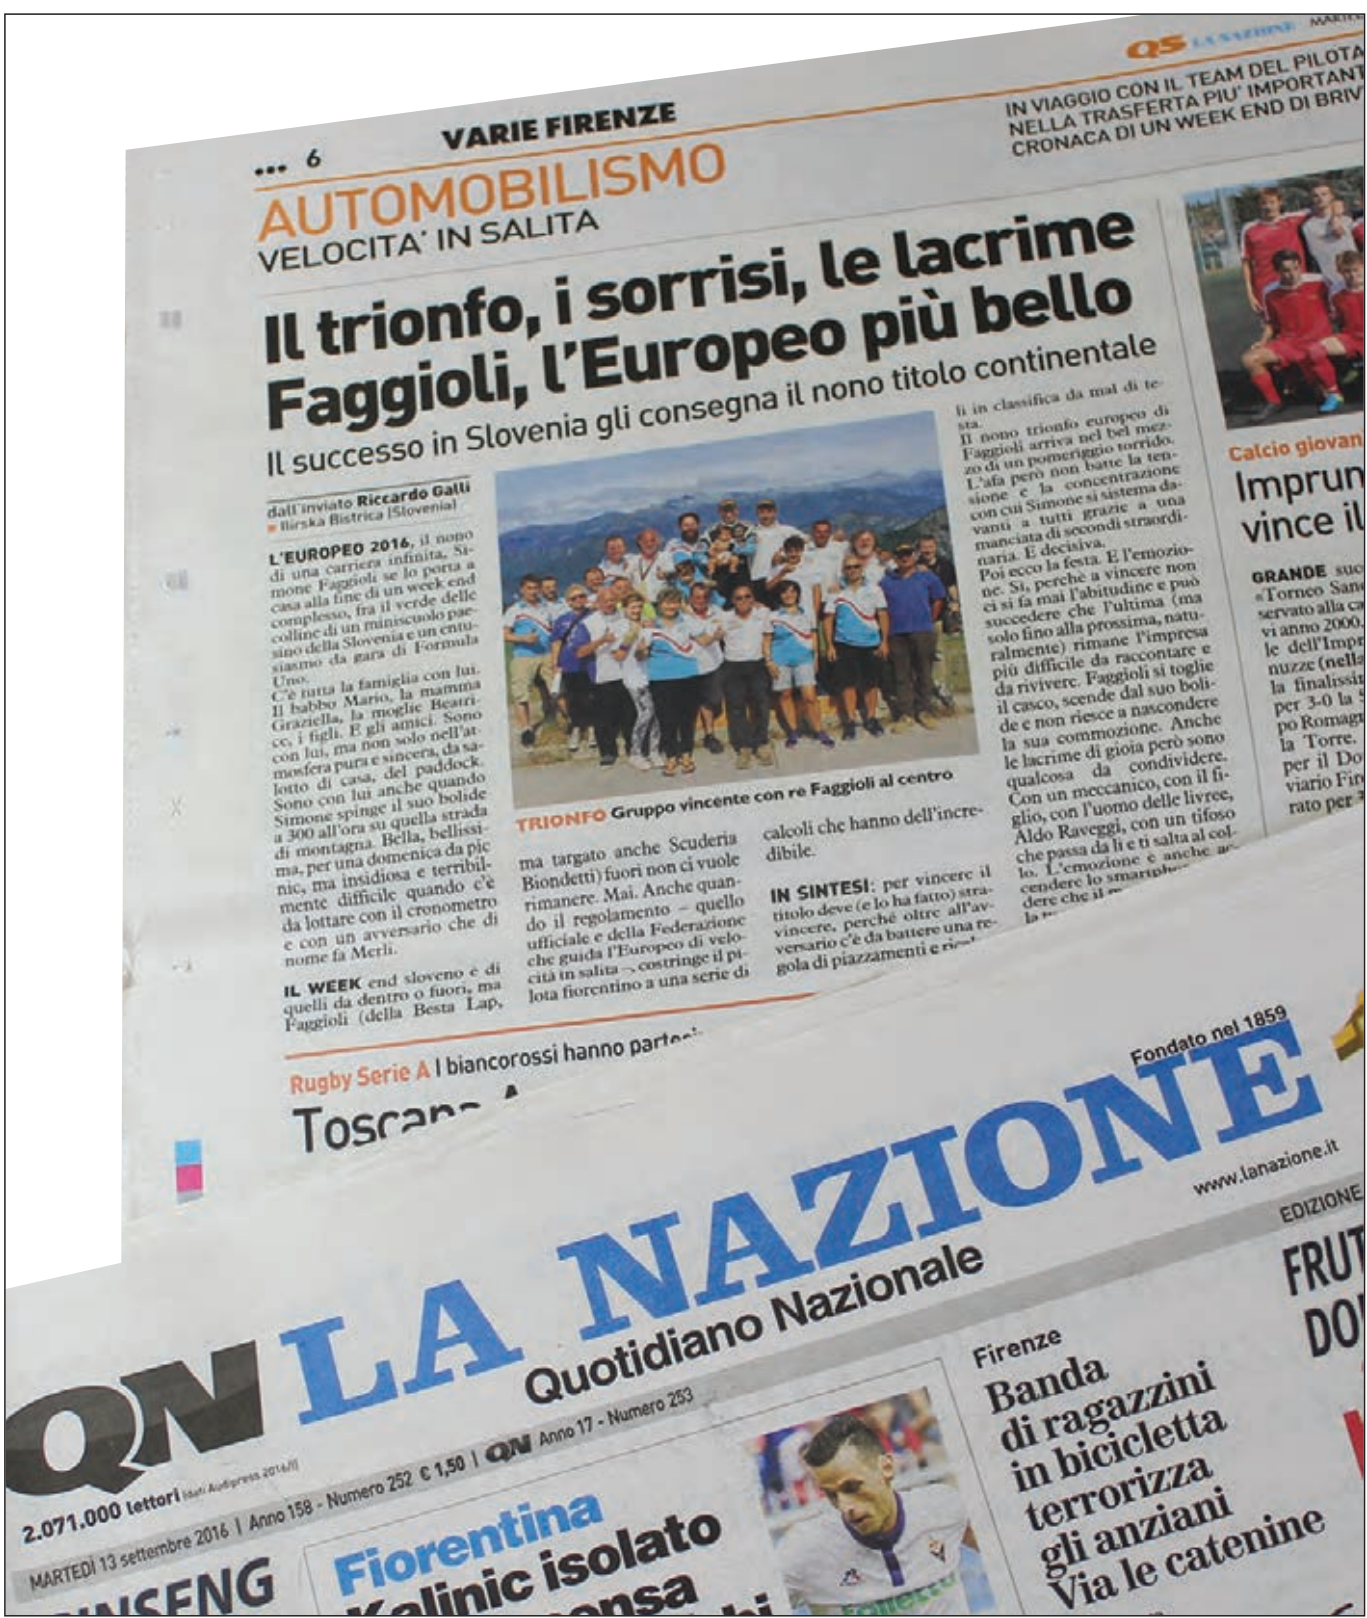 QS LA NAZIONE
IN VIAGGIO CON IL TEAM DEL PILOTA
NELLA TRASFERTA PIU' IMPORTANT
CRONACA DI UN WEEK END DI BRIV
... 6
VARIE FIRENZE
AUTOMOBILISMO
VELOCITA' IN SALITA
Il trionfo, i sorrisi, le lacrime
Faggioli, l'Europeo più bello
Il successo in Slovenia gli consegna il nono titolo continentale
dall'inviato Riccardo Galli
Ilirska Bistrica (Slovenia)
L'EUROPEO 2016, il nono
di una carriera infinita, Si-
mone Faggioli se lo porta a
casa alla fine di un week end
complesso, fra il verde delle
colline di un miniscuolo pae-
sino della Slovenia e un entu-
siasmo da gara di Formula
Uno.
C'è tutta la famiglia con lui.
Il babbo Mario, la mamma
Graziella, la moglie Beatri-
ce, i figli. E gli amici. Sono
con lui, ma non solo nell'at-
mosfera pura e sincera, da sa-
lotto di casa, del paddock.
Sono con lui anche quando
Simone spinge il suo bolide
a 300 all'ora su quella strada
di montagna. Bella, bellissi-
ma, per una domenica da pic
nic, ma insidiosa e terribil-
mente difficile quando c'è
da lottare con il cronometro
e con un avversario che di
nome fa Merli.
IL WEEK end sloveno è di
quelli da dentro o fuori, ma
Faggioli (della Besta Lap,
TRIONFO Gruppo vincente con re Faggioli al centro
ma targato anche Scuderia
Biondetti) fuori non ci vuole
rimanere. Mai. Anche quan-
do il regolamento – quello
ufficiale e della Federazione
che guida l'Europeo di velo-
cità in salita –, costringe il pi-
lota fiorentino a una serie di
calcoli che hanno dell'incre-
dibile.
IN SINTESI: per vincere il
titolo deve (e lo ha fatto) stra-
vincere, perché oltre all'av-
versario c'è da battere una re-
gola di piazzamenti e
li in classifica da mal di te-
sta.
Il nono trionfo europeo di
Faggioli arriva nel bel mez-
zo di un pomeriggio torrido.
L'afa però non batte la ten-
sione e la concentrazione
con cui Simone si sistema da-
vanti a tutti grazie a una
manciata di secondi straordi-
naria. E decisiva.
Poi ecco la festa. E l'emozio-
ne. Sì, perchè a vincere non
ci si fa mai l'abitudine e può
succedere che l'ultima (ma
solo fino alla prossima, natu-
ralmente) rimane l'impresa
più difficile da raccontare e
da rivivere. Faggioli si toglie
il casco, scende dal suo boli-
de e non riesce a nascondere
la sua commozione. Anche
le lacrime di gioia però sono
qualcosa da condividere.
Con un meccanico, con il fi-
glio, con l'uomo delle livree,
Aldo Raveggi, con un tifoso
che passa da lì e ti salta al col-
lo. L'emozione è anche ac-
cendere lo smartphone
dere che il
Calcio giovan
Imprun
vince il
GRANDE suc
«Torneo San
servato alla ca
vi anno 2000.
le dell'Imp
nuzze (nella
la finalissi
per 3-0 la
po Romag
la Torre.
per il Do
viario Fir
rato per 3
Rugby Serie A I biancorossi hanno parte
Toscana A
Fondato nel 1859
LA NAZIONE
www.lanazione.it
QN
Quotidiano Nazionale
EDIZIONE
2.071.000 lettori (dati Audipress 2016/I)
MARTEDÌ 13 settembre 2016 | Anno 158 - Numero 252 € 1,50 | QN Anno 17 - Numero 253
NSENG
Fiorentina
Kalinic isolato
Firenze
Banda
di ragazzini
in bicicletta
terrorizza
gli anziani
Via le catenine
FRUT
DO